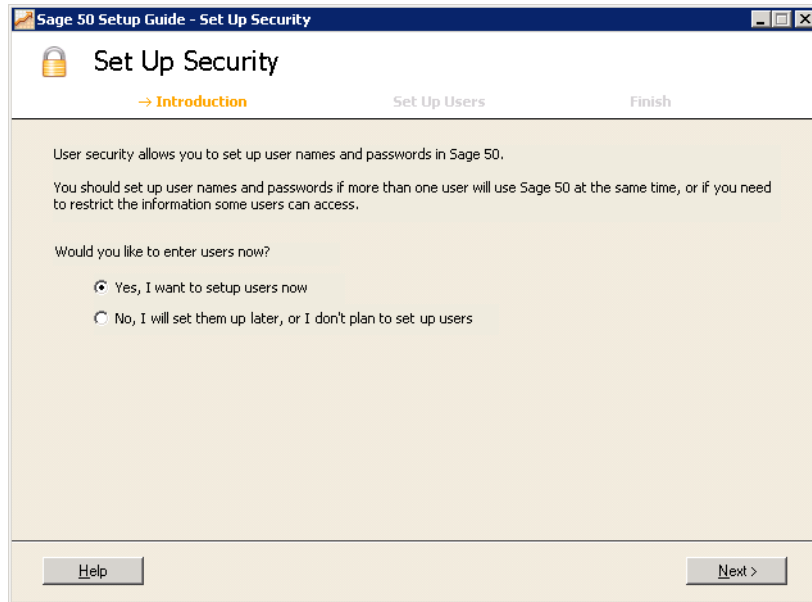 Sage 50 Setup Guide - Set Up Security
Set Up Security
→ Introduction
Set Up Users
Finish
User security allows you to set up user names and passwords in Sage 50.
You should set up user names and passwords if more than one user will use Sage 50 at the same time, or if you need
to restrict the information some users can access.
Would you like to enter users now?
Yes, I want to setup users now
No, I will set them up later, or I don't plan to set up users
Help
Next >